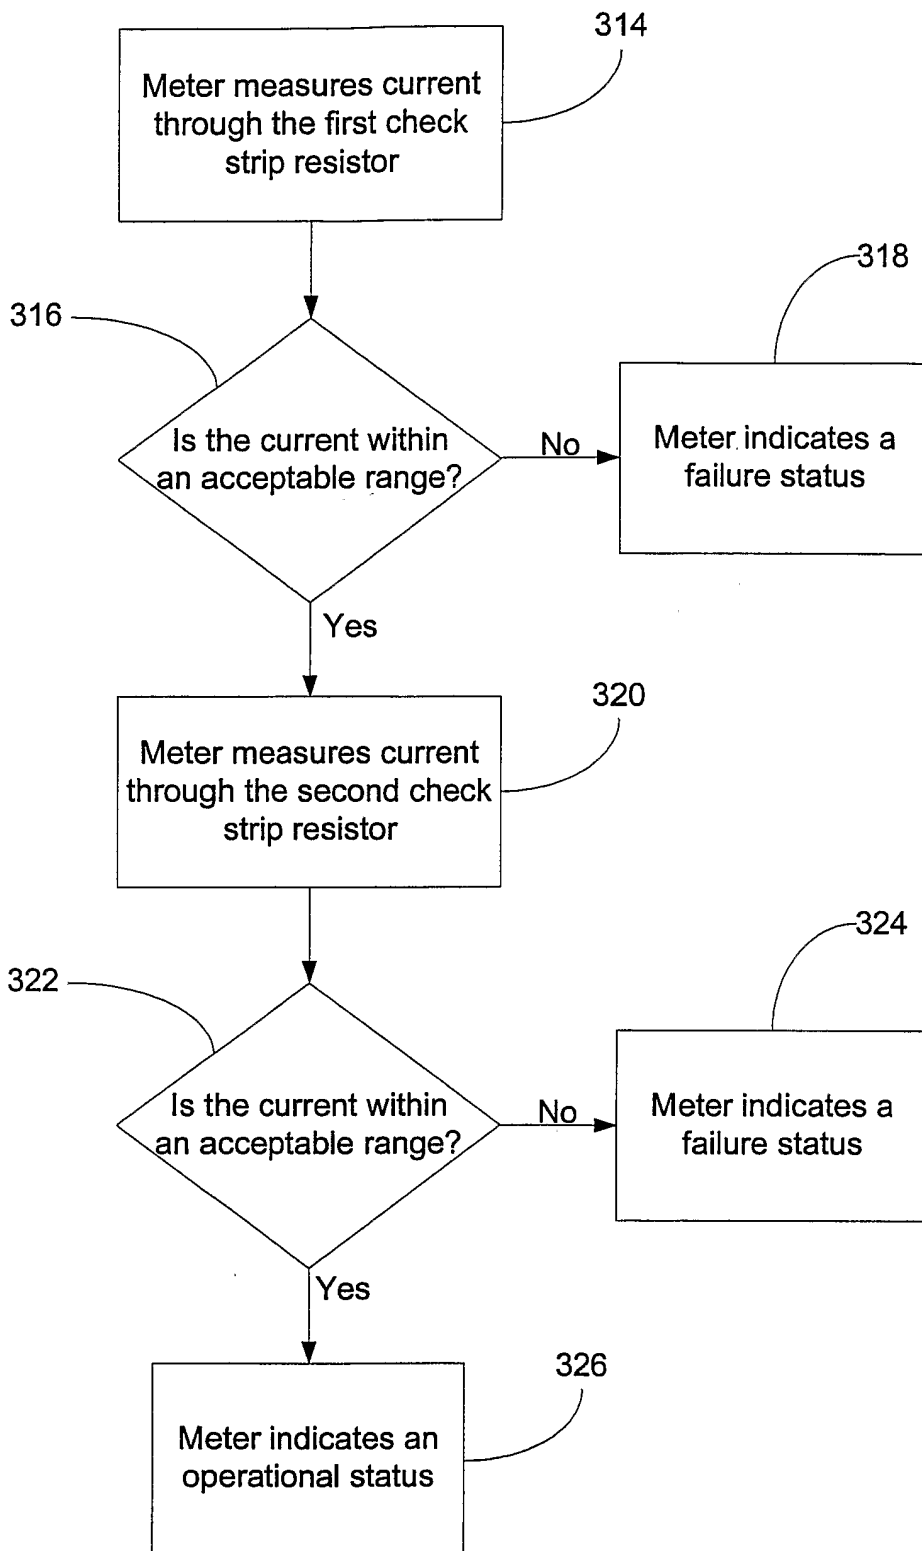 314
Meter measures current
through the first check
strip resistor
318
316
Is the current within
an acceptable range?
No
Meter indicates a
failure status
Yes
320
Meter measures current
through the second check
strip resistor
324
322
Is the current within
an acceptable range?
No
Meter indicates a
failure status
Yes
326
Meter indicates an
operational status